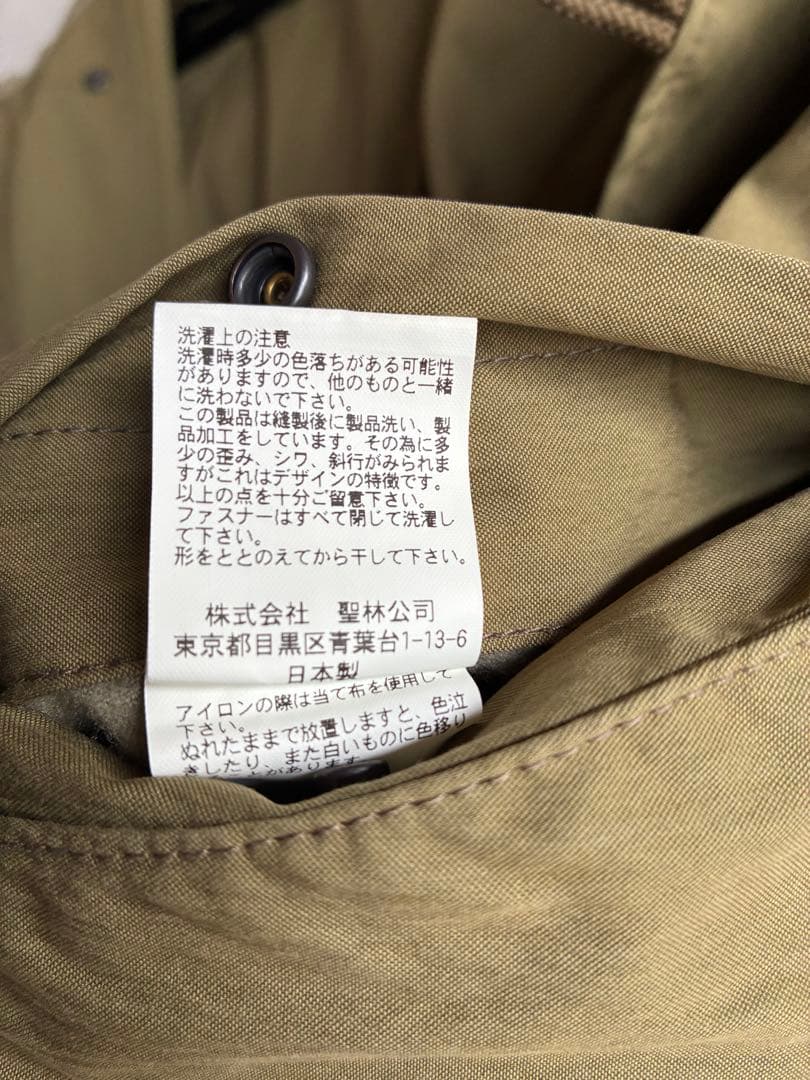 洗濯上の注意
洗濯時多少の色落ちがある可能性
がありますので、他のものと一緒
に洗わないで下さい。
この製品は縫製後に製品洗い、製
品加工をしています。その為に多
少の歪み、シワ、斜行がみられま
すがこれはデザインの特徴です。
以上の点を十分ご留意下さい。
ファスナーはすべて閉じて洗濯し
て下さい。
形をととのえてから干して下さい。
株式会社 聖林公司
東京都目黒区青葉台1-13-6
日本製
アイロンの際は当て布を使用して
下さい。
ぬれたままで放置しますと、色泣
きしたり、また白いものに色移り